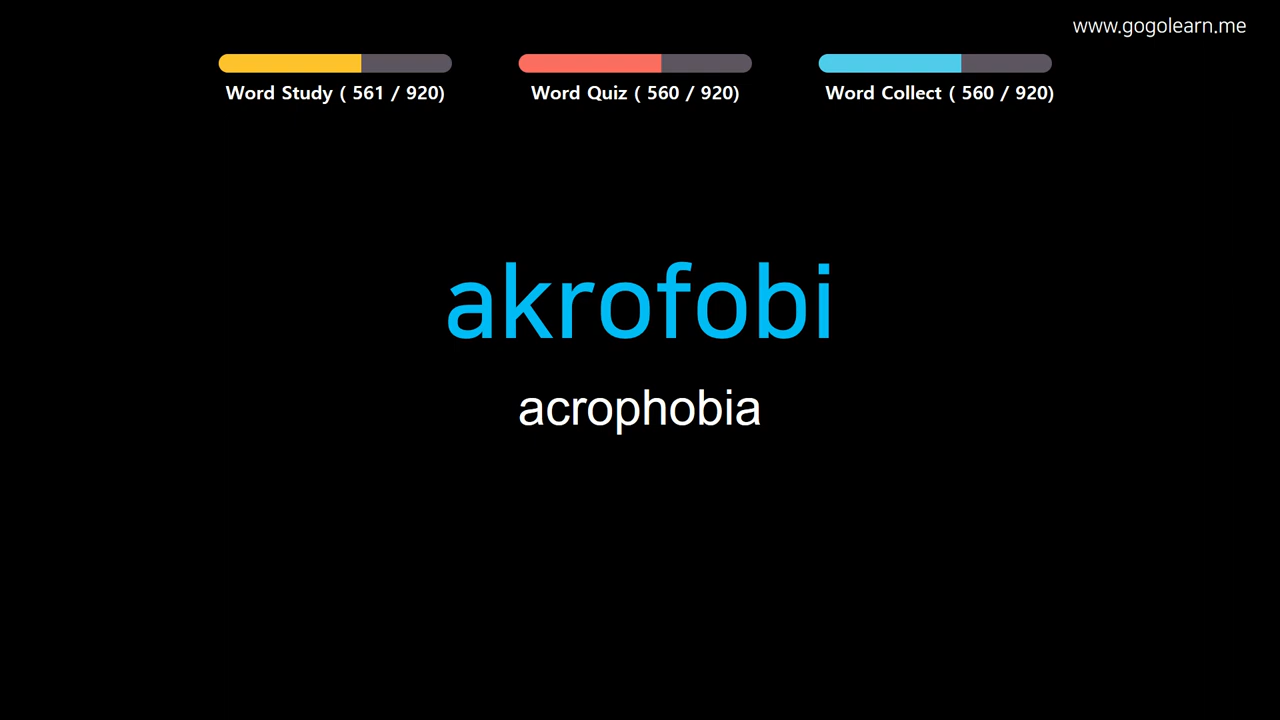 www.gogolearn.me
Word Study ( 561 / 920)
Word Quiz ( 560 / 920)
Word Collect ( 560 / 920)
akrofobi
acrophobia